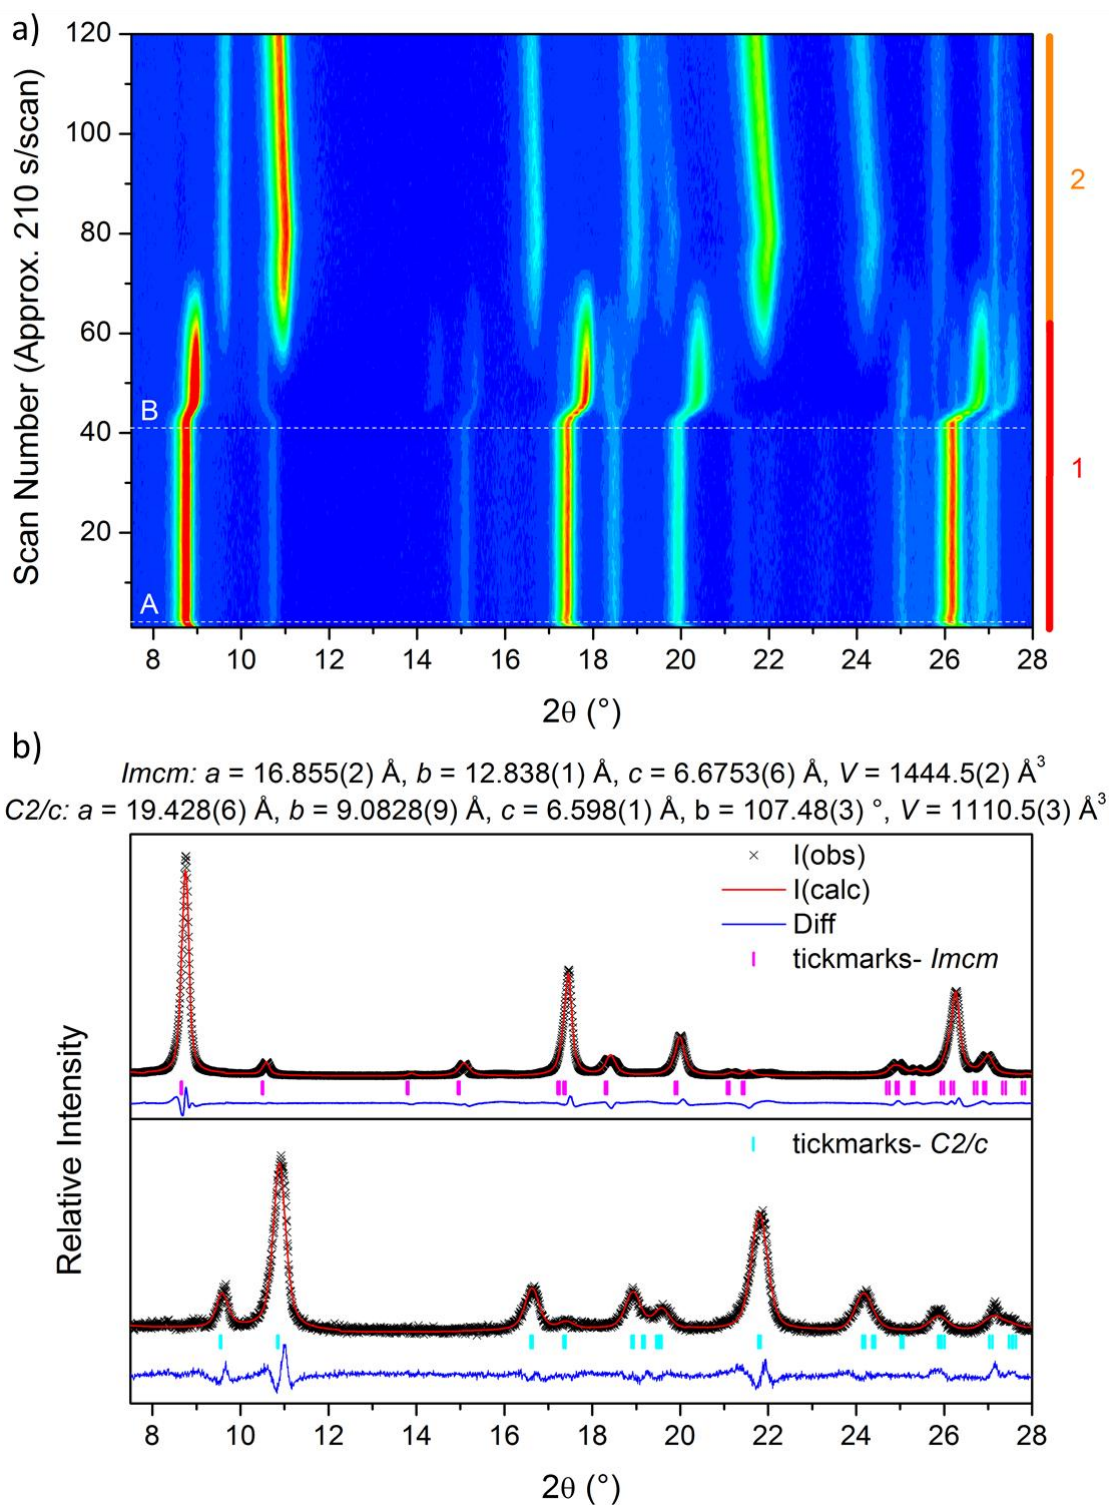 a)
Scan Number (Approx. 210 s/scan)
120
100
80
60
40
20
B
A
2
1
8 10 12 14 16 18 20 22 24 26 28
2θ (°)
b)
Imcm: a = 16.855(2) Å, b = 12.838(1) Å, c = 6.6753(6) Å, V = 1444.5(2) Å³
C2/c: a = 19.428(6) Å, b = 9.0828(9) Å, c = 6.598(1) Å, b = 107.48(3) °, V = 1110.5(3) Å³
Relative Intensity
I(obs)
I(calc)
Diff
tickmarks- Imcm
tickmarks- C2/c
8 10 12 14 16 18 20 22 24 26 28
2θ (°)